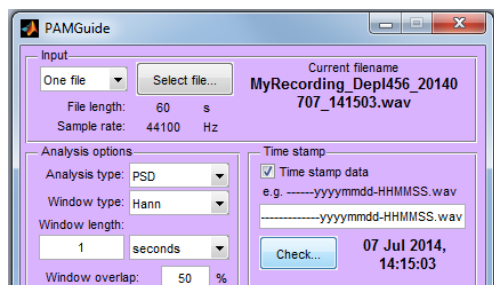 PAMGuide
Input
One file
Select file...
Current filename
MyRecording_Depl456_20140
707_141503.wav
File length: 60 s
Sample rate: 44100 Hz
Analysis options
Analysis type: PSD
Window type: Hann
Window length:
1 seconds
Window overlap: 50 %
Time stamp
Time stamp data
e.g. ------yyyymmdd-HHMMSS.wav
-------------yyyymmdd-HHMMSS.wav
Check...
07 Jul 2014,
14:15:03